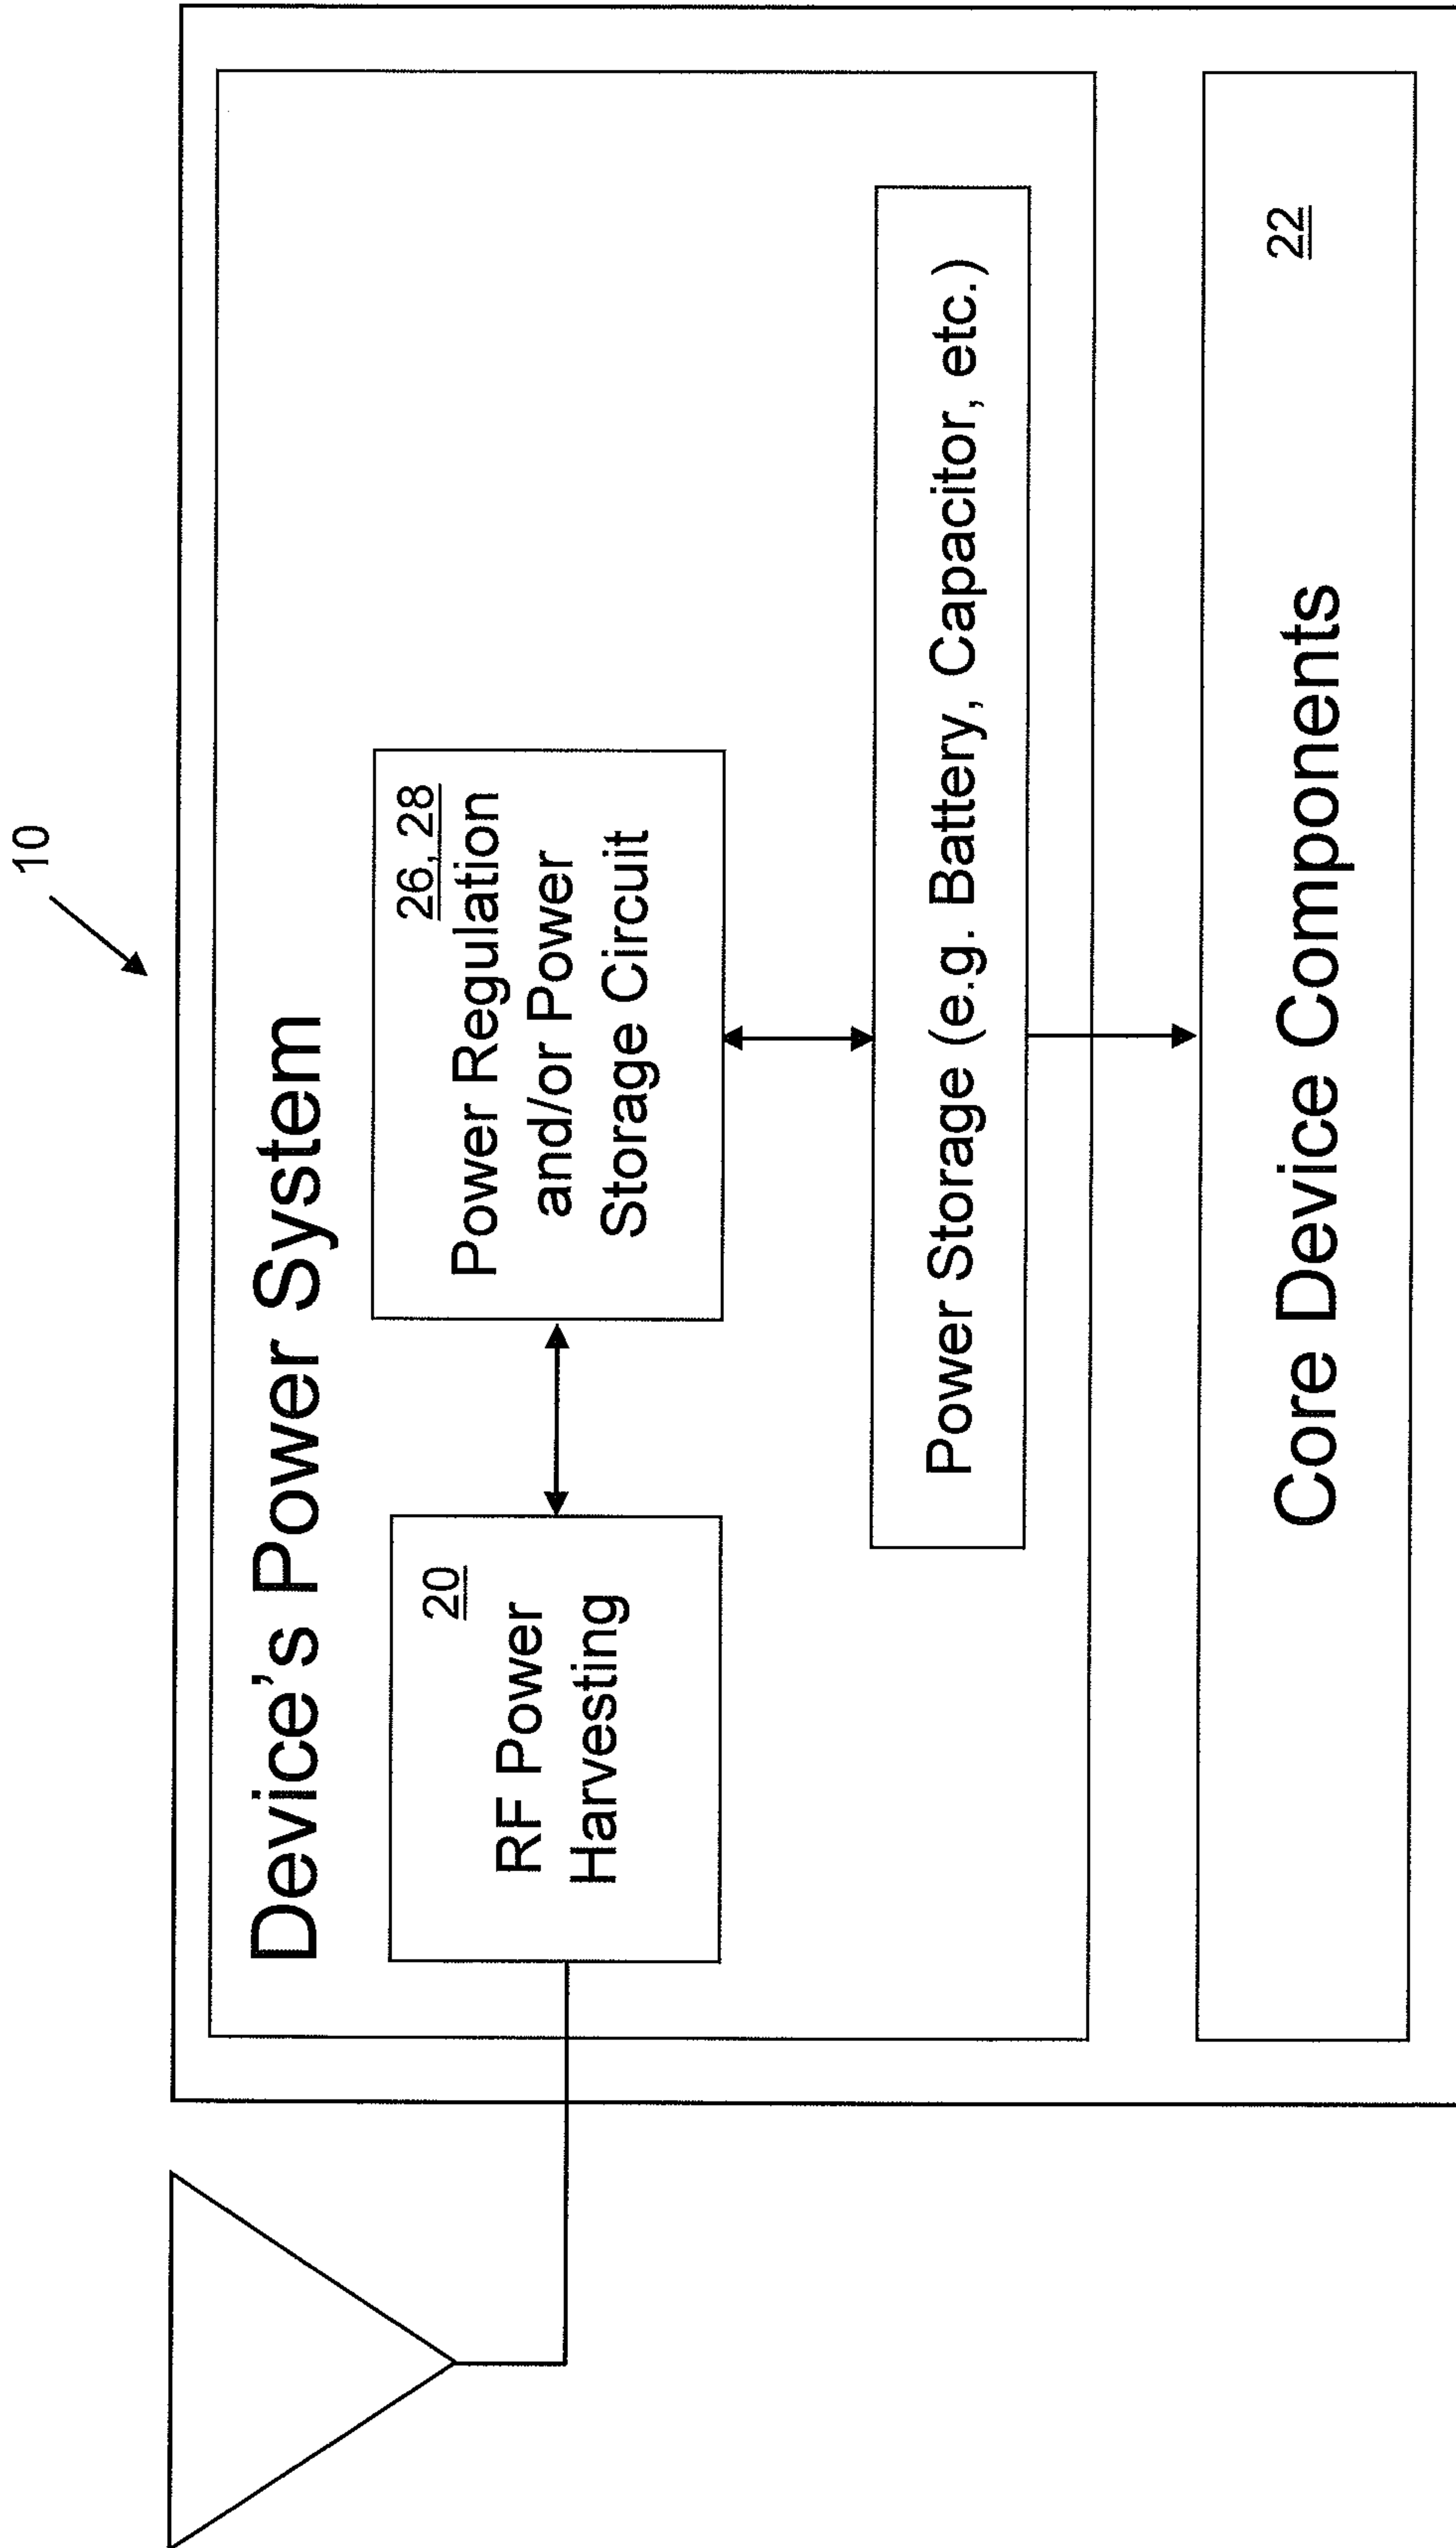 10
Device's Power System
20
RF Power
Harvesting
26, 28
Power Regulation
and/or Power
Storage Circuit
Power Storage (e.g. Battery, Capacitor, etc.)
Core Device Components
22